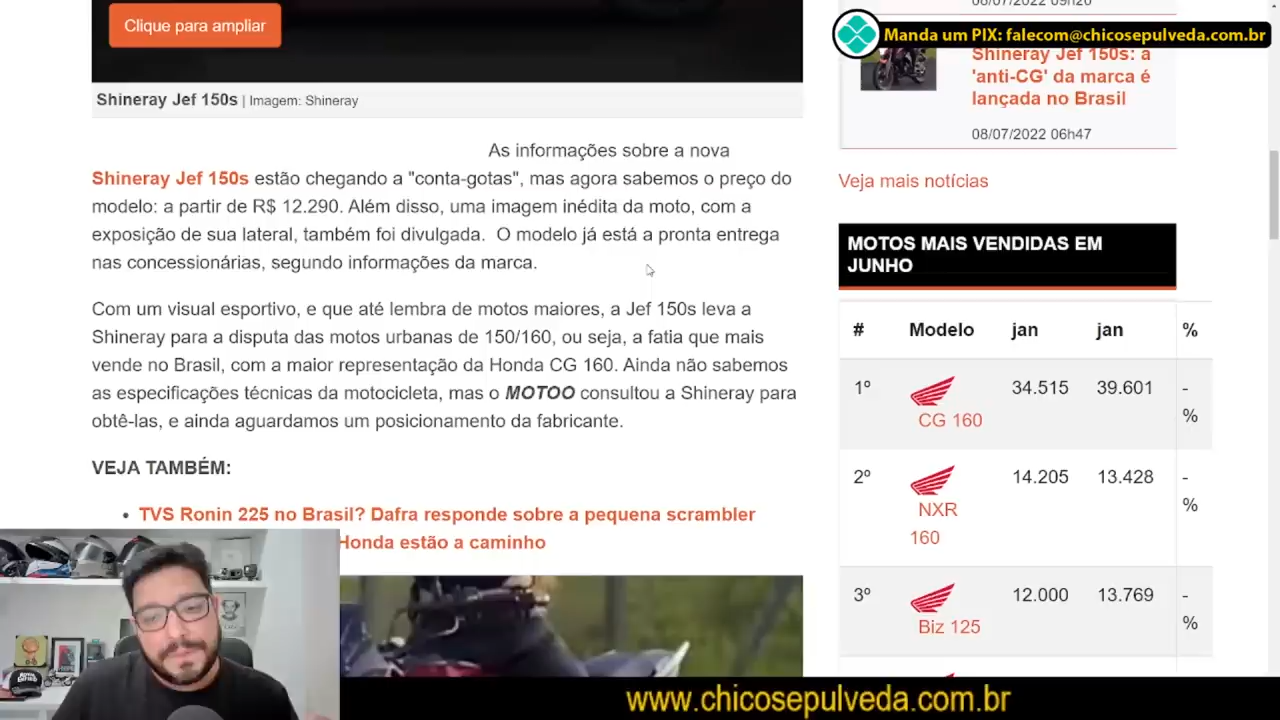 Clique para ampliar
Shineray Jef 150s | Imagem: Shineray
As informações sobre a nova
Shineray Jef 150s estão chegando a "conta-gotas", mas agora sabemos o preço do
modelo: a partir de R$ 12.290. Além disso, uma imagem inédita da moto, com a
exposição de sua lateral, também foi divulgada. O modelo já está a pronta entrega
nas concessionárias, segundo informações da marca.
Com um visual esportivo, e que até lembra de motos maiores, a Jef 150s leva a
Shineray para a disputa das motos urbanas de 150/160, ou seja, a fatia que mais
vende no Brasil, com a maior representação da Honda CG 160. Ainda não sabemos
as especificações técnicas da motocicleta, mas o MOTOO consultou a Shineray para
obtê-las, e ainda aguardamos um posicionamento da fabricante.
VEJA TAMBÉM:
• TVS Ronin 225 no Brasil? Dafra responde sobre a pequena scrambler
Honda estão a caminho
08/07/2022 09h20
Manda um PIX: falecom@chicosepulveda.com.br
Shineray Jef 150s: a
'anti-CG' da marca é
lançada no Brasil
08/07/2022 06h47
Veja mais notícias
MOTOS MAIS VENDIDAS EM
JUNHO
# Modelo jan jan %
1º CG 160 34.515 39.601 - %
2º NXR 160 14.205 13.428 - %
3º Biz 125 12.000 13.769 - %
www.chicosepulveda.com.br